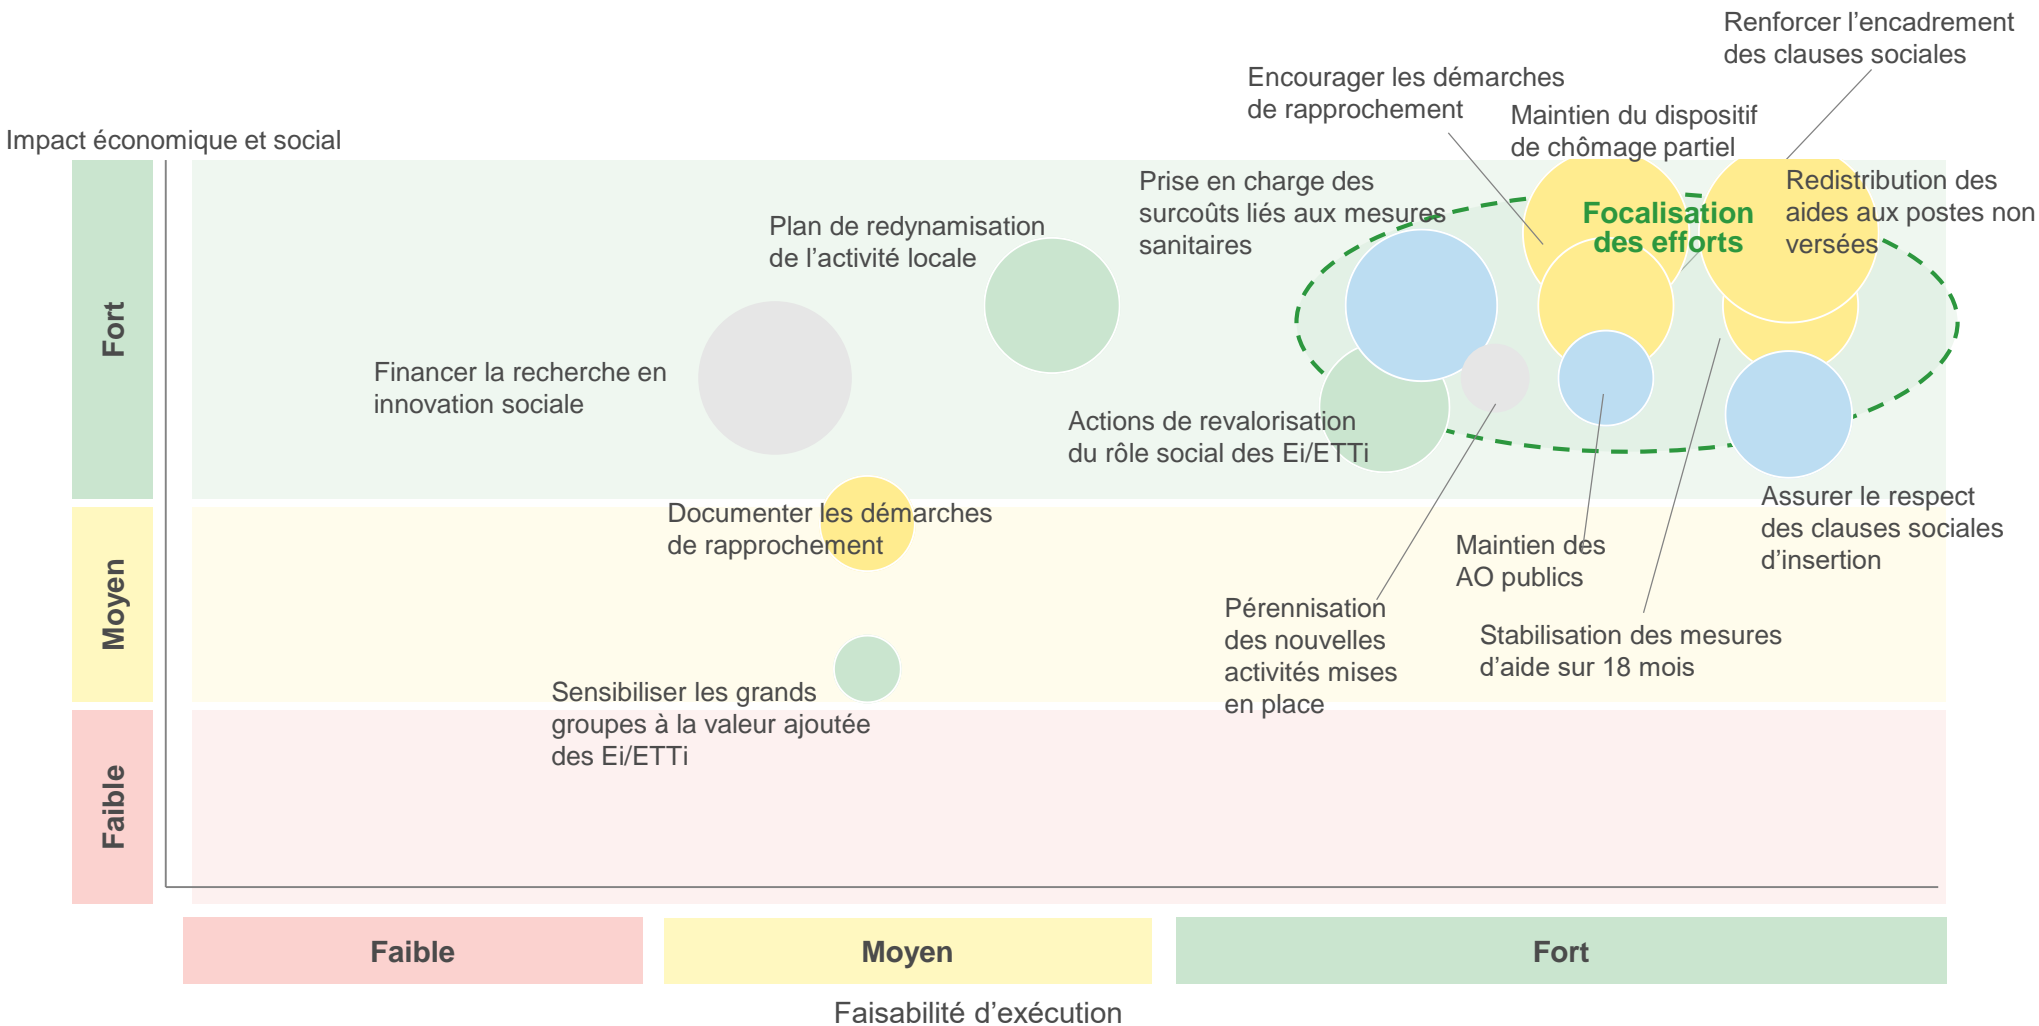 Renforcer l’encadrement
des clauses sociales
Encourager les démarches
de rapprochement
Maintien du dispositif
de chômage partiel
Impact économique et social
Prise en charge des
surcoûts liés aux mesures
sanitaires
Redistribution des
aides aux postes non
versées
Focalisation
des efforts
Plan de redynamisation
de l’activité locale
Fort
Financer la recherche en
innovation sociale
Actions de revalorisation
du rôle social des Ei/ETTi
Documenter les démarches
de rapprochement
Assurer le respect
des clauses sociales
d’insertion
Maintien des
AO publics
Moyen
Pérennisation
des nouvelles
activités mises
en place
Stabilisation des mesures
d’aide sur 18 mois
Sensibiliser les grands
groupes à la valeur ajoutée
des Ei/ETTi
Faible
Faible
Moyen
Fort
Faisabilité d’exécution